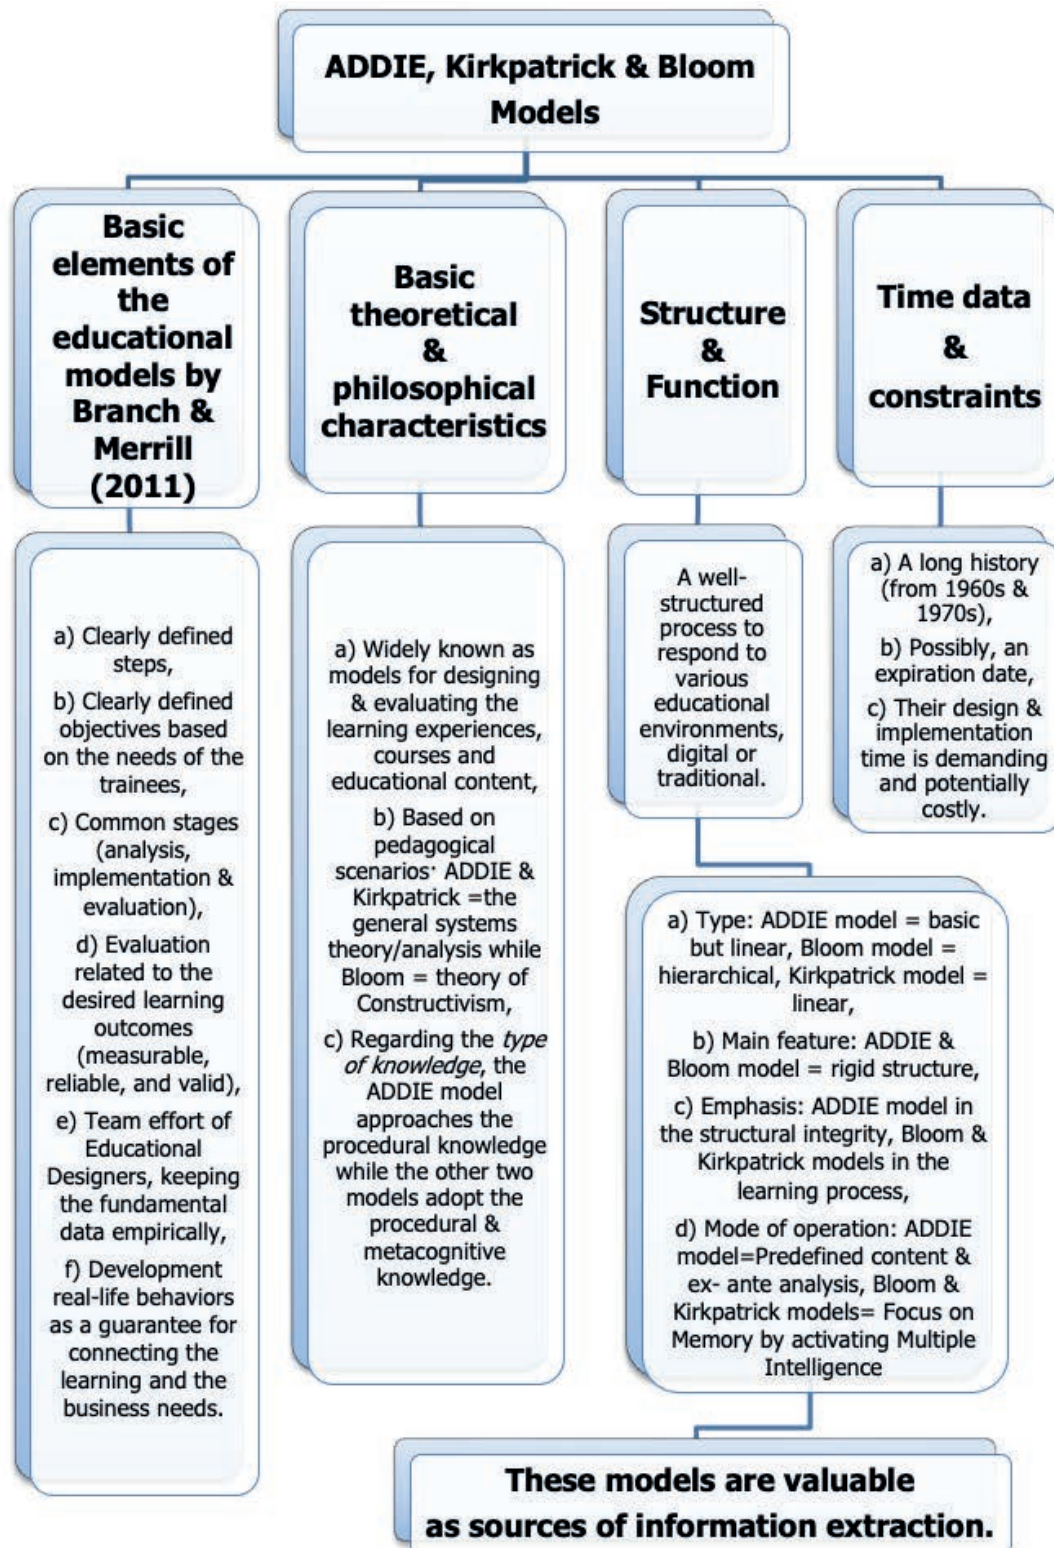 ADDIE, Kirkpatrick & Bloom
Models
Basic
elements of
the
educational
models by
Branch &
Merrill
(2011)
Basic
theoretical
&
philosophical
characteristics
Structure
&
Function
Time data
&
constraints
a) Clearly defined
steps,
b) Clearly defined
objectives based
on the needs of the
trainees,
c) Common stages
(analysis,
implementation &
evaluation),
d) Evaluation
related to the
desired learning
outcomes
(measurable,
reliable, and valid),
e) Team effort of
Educational
Designers, keeping
the fundamental
data empirically,
f) Development
real-life behaviors
as a guarantee for
connecting the
learning and the
business needs.
a) Widely known as
models for designing
& evaluating the
learning experiences,
courses and
educational content,
b) Based on
pedagogical
scenarios· ADDIE &
Kirkpatrick =the
general systems
theory/analysis while
Bloom = theory of
Constructivism,
c) Regarding the type
of knowledge, the
ADDIE model
approaches the
procedural knowledge
while the other two
models adopt the
procedural &
metacognitive
knowledge.
A well-
structured
process to
respond to
various
educational
environments,
digital or
traditional.
a) A long history
(from 1960s &
1970s),
b) Possibly, an
expiration date,
c) Their design &
implementation
time is demanding
and potentially
costly.
a) Type: ADDIE model = basic
but linear, Bloom model =
hierarchical, Kirkpatrick model =
linear,
b) Main feature: ADDIE &
Bloom model = rigid structure,
c) Emphasis: ADDIE model in
the structural integrity, Bloom &
Kirkpatrick models in the
learning process,
d) Mode of operation: ADDIE
model=Predefined content &
ex- ante analysis, Bloom &
Kirkpatrick models= Focus on
Memory by activating Multiple
Intelligence
These models are valuable
as sources of information extraction.